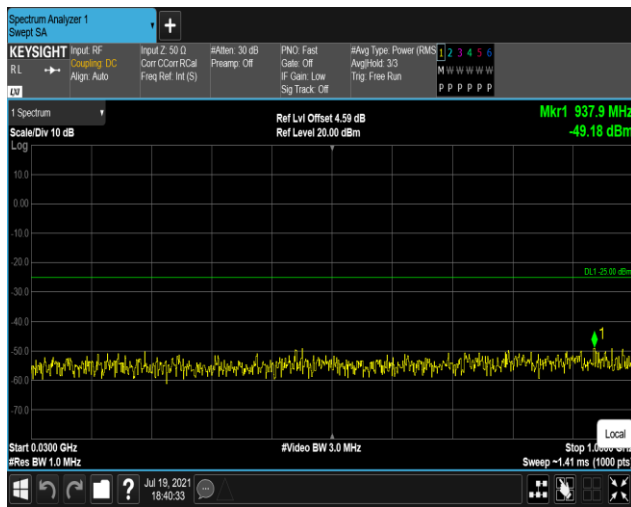 Spectrum Analyzer 1
Swept SA
+
KEYSIGHT Input: RF Input Z: 50 Ω #Atten: 30 dB PNO: Fast #Avg Type: Power (RMS 1 2 3 4 5 6
RL Coupling: DC Corr CCorr RCal Preamp: Off Gate: Off Avg|Hold: 3/3 M W W W W W
Align: Auto Freq Ref: Int (S) IF Gain: Low Trig: Free Run
LXI Sig Track: Off P P P P P P
1 Spectrum Ref Lvl Offset 4.59 dB Mkr1 937.9 MHz
Scale/Div 10 dB Ref Level 20.00 dBm -49.18 dBm
Log
10.0
0.00
-10.0
-20.0
DL1 -25.00 dBm
-30.0
-40.0
1
-50.0
-60.0
-70.0
Local
Start 0.0300 GHz #Video BW 3.0 MHz Stop
#Res BW 1.0 MHz Sweep ~1.41 ms (1000 pts)
? Jul 19, 2021
18:40:33